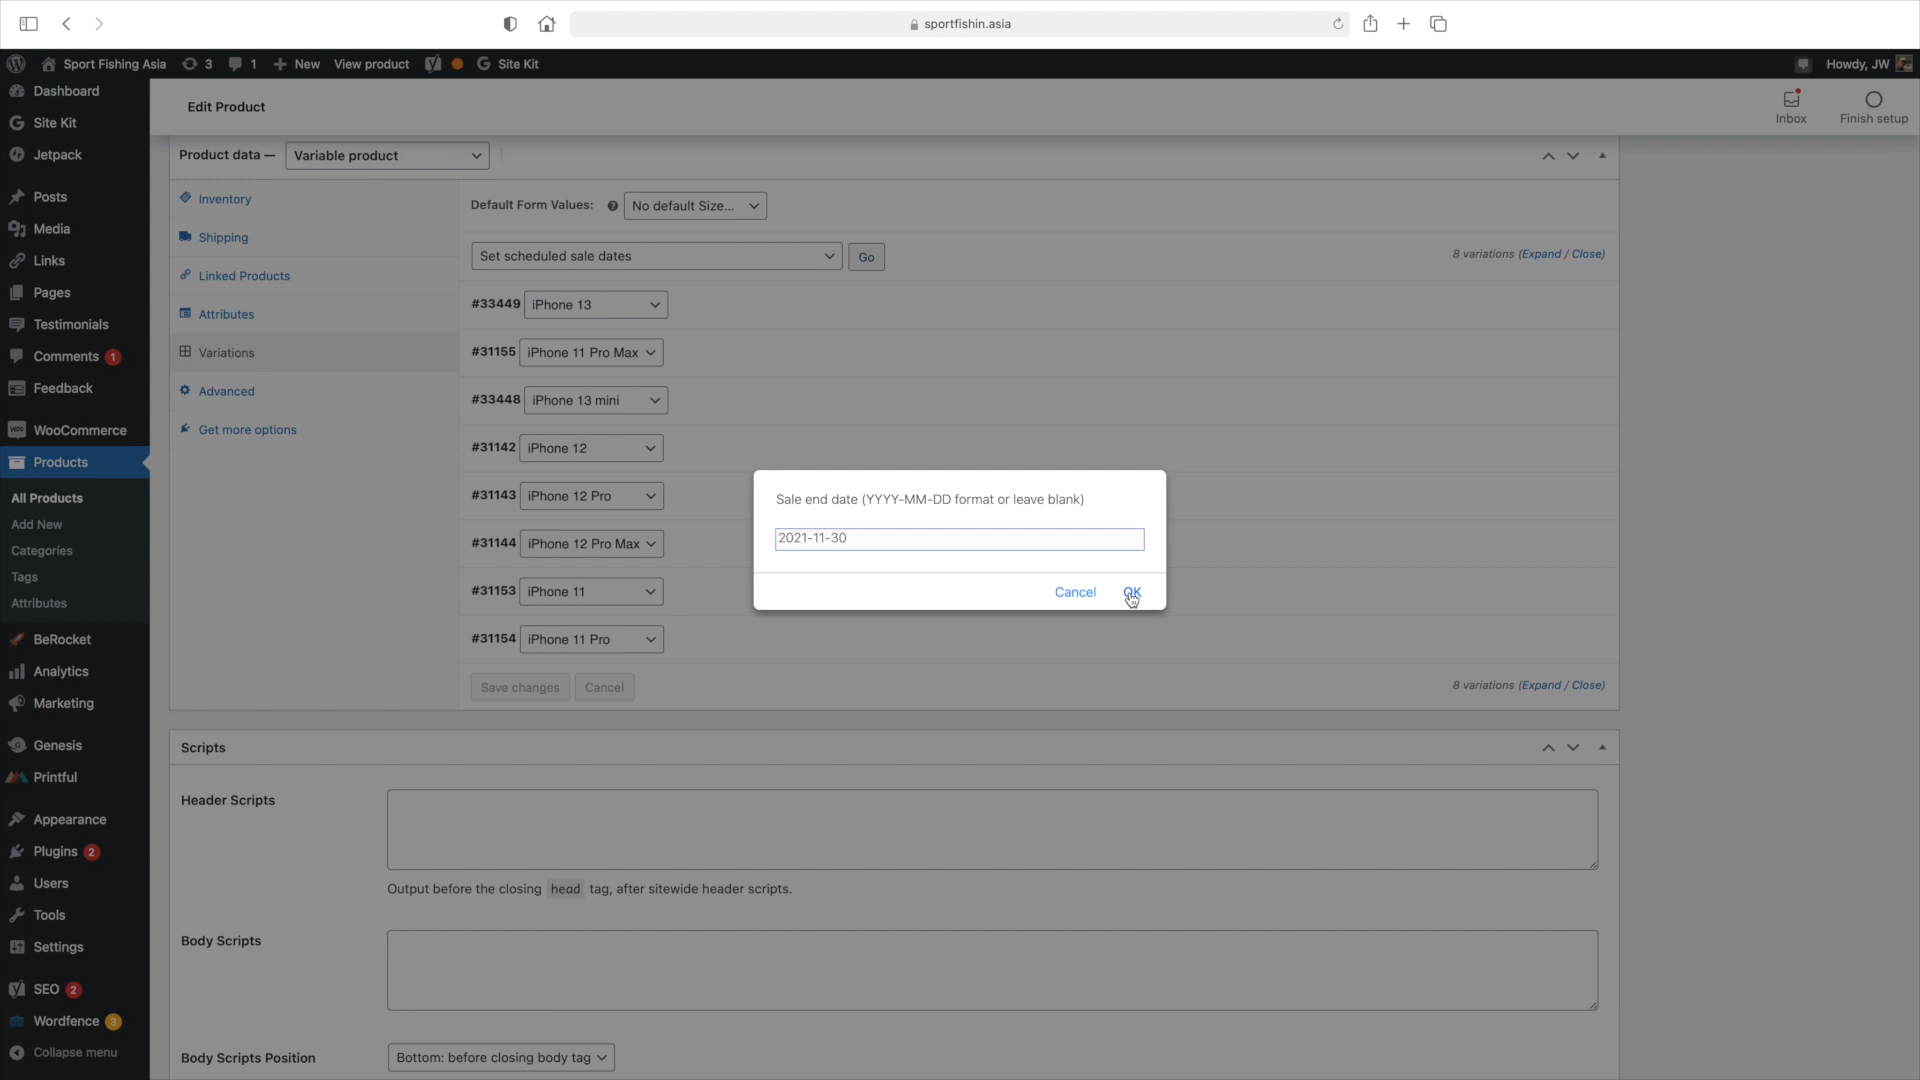 sportfishin.asia
Sport Fishing Asia
3
1
New
View product
Site Kit
Howdy, JW
Dashboard
Site Kit
Jetpack
Posts
Media
Links
Pages
Testimonials
Comments 1
Feedback
WooCommerce
Products
All Products
Add New
Categories
Tags
Attributes
BeRocket
Analytics
Marketing
Genesis
Printful
Appearance
Plugins 2
Users
Tools
Settings
SEO 2
Wordfence 3
Collapse menu
Edit Product
Inbox
Finish setup
Product data —
Variable product
Inventory
Shipping
Linked Products
Attributes
Variations
Advanced
Get more options
Default Form Values:
No default Size...
Set scheduled sale dates
Go
8 variations (Expand / Close)
#33449 iPhone 13
#31155 iPhone 11 Pro Max
#33448 iPhone 13 mini
#31142 iPhone 12
#31143 iPhone 12 Pro
#31144 iPhone 12 Pro Max
#31153 iPhone 11
#31154 iPhone 11 Pro
Save changes
Cancel
8 variations (Expand / Close)
Sale end date (YYYY-MM-DD format or leave blank)
2021-11-30
Cancel
OK
Scripts
Header Scripts
Output before the closing head tag, after sitewide header scripts.
Body Scripts
Body Scripts Position
Bottom: before closing body tag